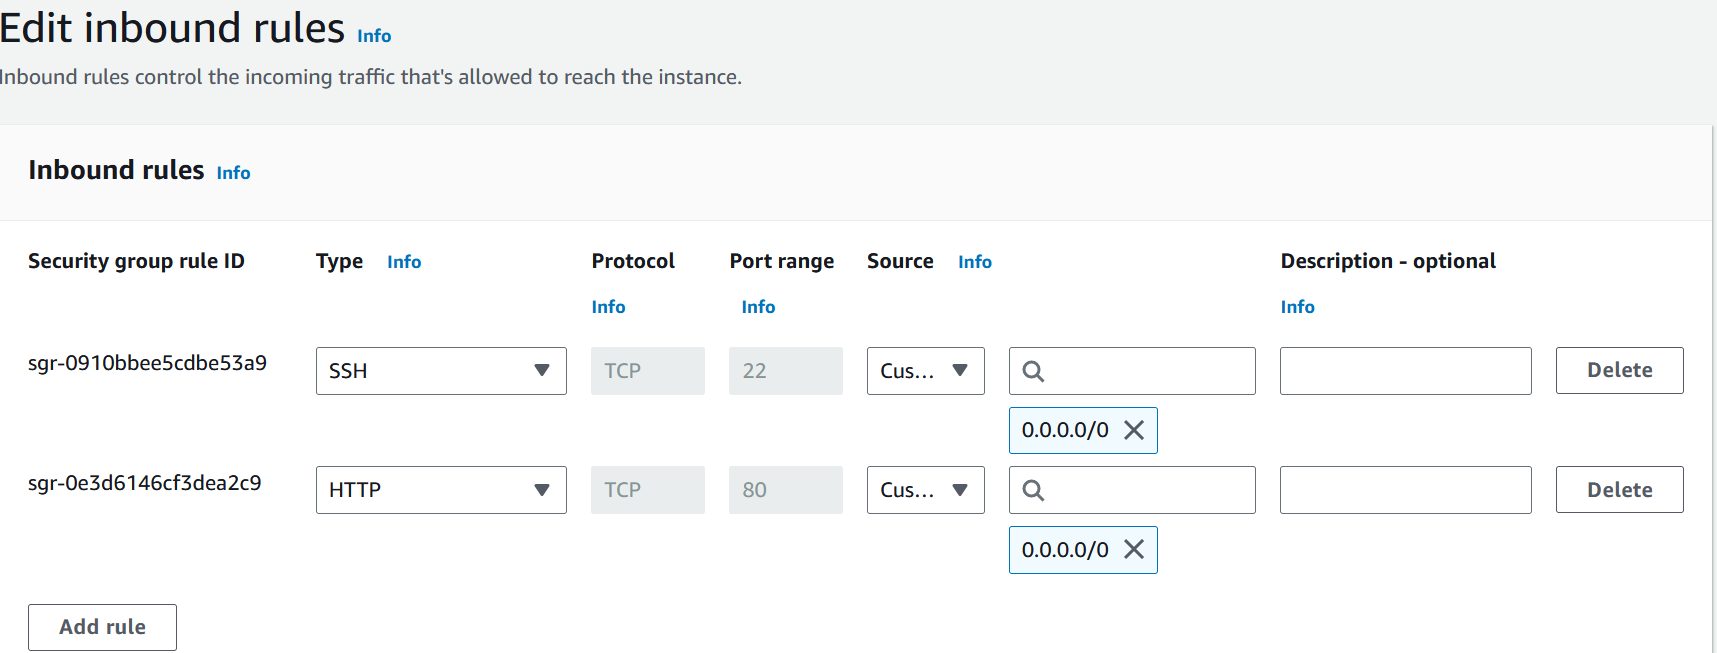 Edit inbound rules Info
Inbound rules control the incoming traffic that's allowed to reach the instance.
Inbound rules Info
Security group rule ID Type Info Protocol Port range Source Info Description - optional
Info Info Info
sgr-0910bbee5cdbe53a9 SSH TCP 22 Cus... Delete
0.0.0.0/0
sgr-0e3d6146cf3dea2c9 HTTP TCP 80 Cus... Delete
0.0.0.0/0
Add rule